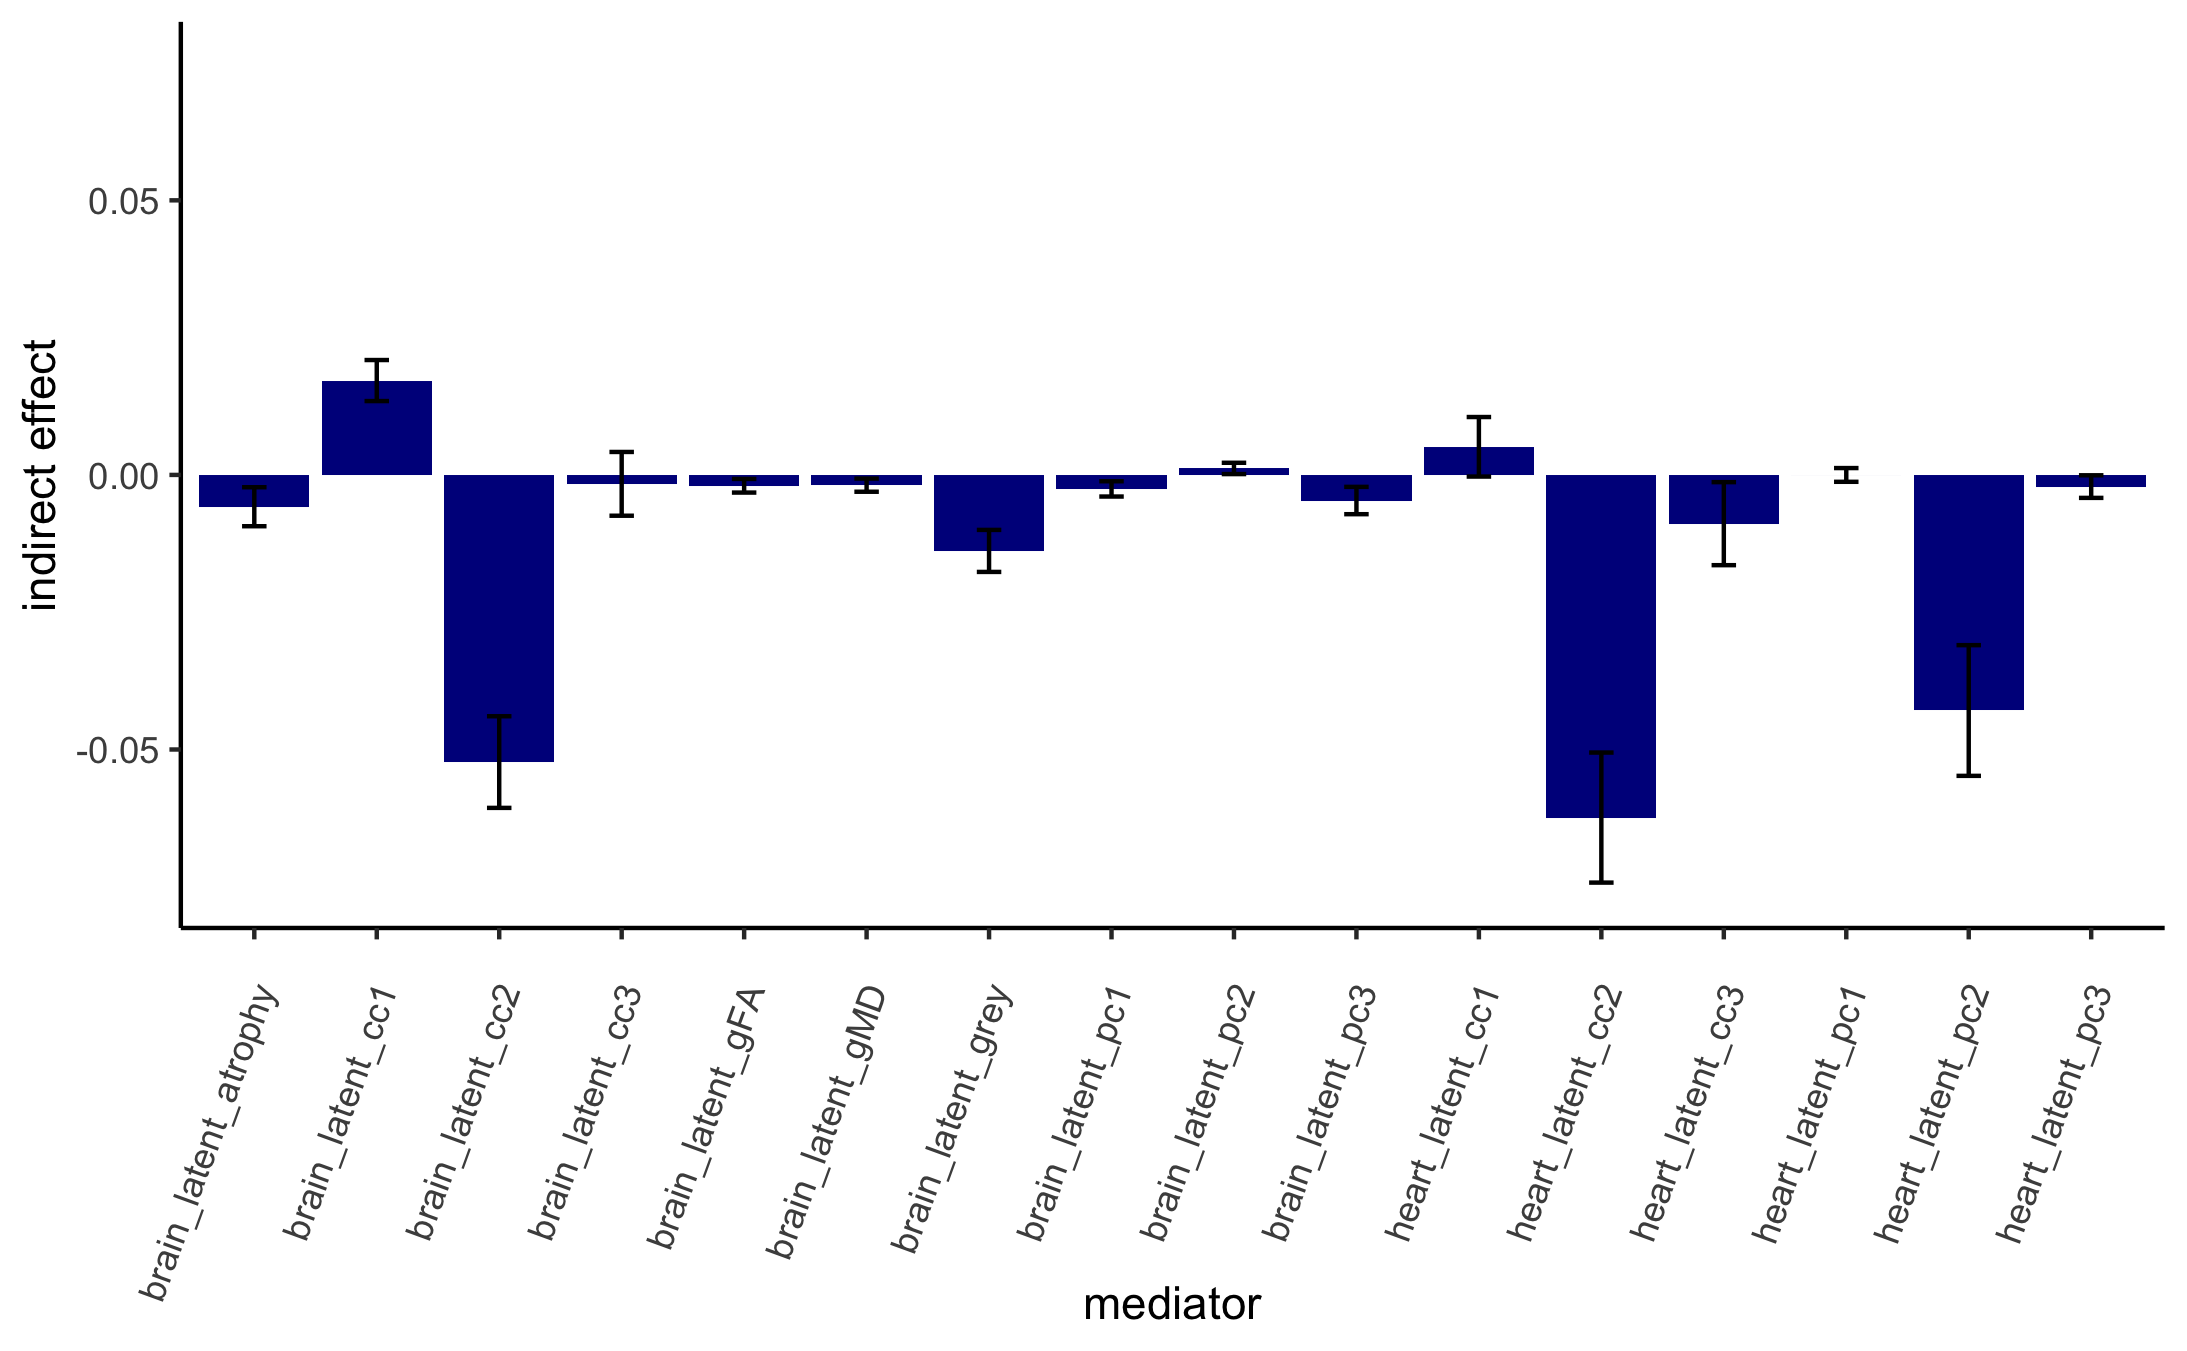 indirect effect
0.05
0.00
-0.05
brain_latent_atrophy
brain_latent_cc1
brain_latent_cc2
brain_latent_cc3
brain_latent_gFA
brain_latent_gMD
brain_latent_grey
brain_latent_pc1
brain_latent_pc2
brain_latent_pc3
heart_latent_cc1
heart_latent_cc2
heart_latent_cc3
heart_latent_pc1
heart_latent_pc2
heart_latent_pc3
mediator